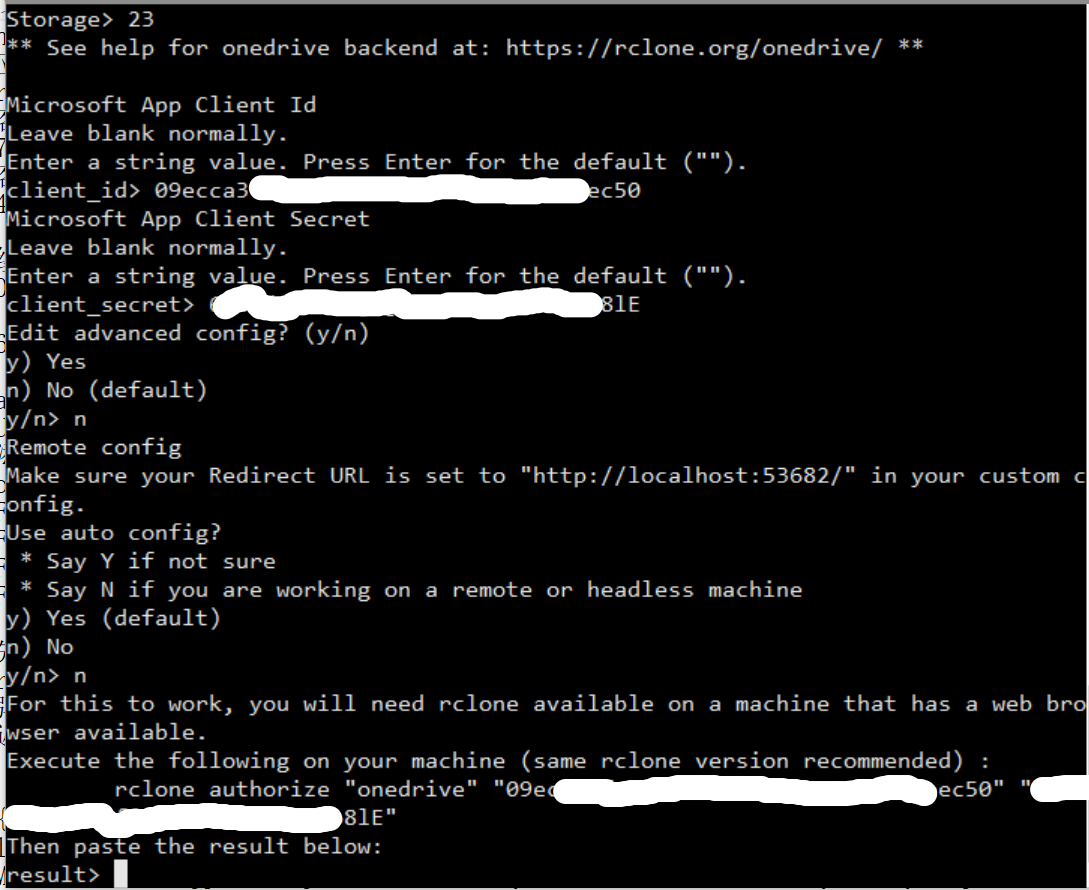 Storage> 23
** See help for onedrive backend at: https://rclone.org/onedrive/ **
Microsoft App Client Id
Leave blank normally.
Enter a string value. Press Enter for the default ("").
client_id> 09ecca3 ec50
Microsoft App Client Secret
Leave blank normally.
Enter a string value. Press Enter for the default ("").
client_secret> 8lE
Edit advanced config? (y/n)
y) Yes
n) No (default)
y/n> n
Remote config
Make sure your Redirect URL is set to "http://localhost:53682/" in your custom c
onfig.
Use auto config?
* Say Y if not sure
* Say N if you are working on a remote or headless machine
y) Yes (default)
n) No
y/n> n
For this to work, you will need rclone available on a machine that has a web bro
wser available.
Execute the following on your machine (same rclone version recommended) :
rclone authorize "onedrive" "09ec ec50" "
8lE"
Then paste the result below:
result>